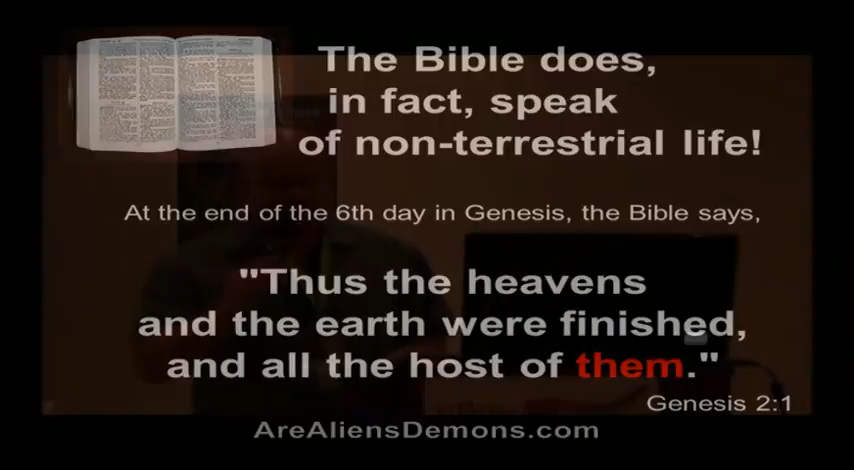 The Bible does,
in fact, speak
of non-terrestrial life!
At the end of the 6th day in Genesis, the Bible says,
"Thus the heavens
and the earth were finished,
and all the host of them."
Genesis 2:1
AreAliensDemons.com